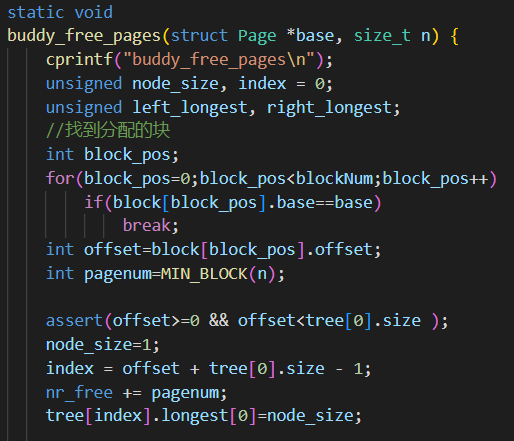 static void
buddy_free_pages(struct Page *base, size_t n) {
    cprintf("buddy_free_pages\n");
    unsigned node_size, index = 0;
    unsigned left_longest, right_longest;
    //找到分配的块
    int block_pos;
    for(block_pos=0;block_pos<blockNum;block_pos++)
        if(block[block_pos].base==base)
            break;
    int offset=block[block_pos].offset;
    int pagenum=MIN_BLOCK(n);

    assert(offset>=0 && offset<tree[0].size );
    node_size=1;
    index = offset + tree[0].size - 1;
    nr_free += pagenum;
    tree[index].longest[0]=node_size;